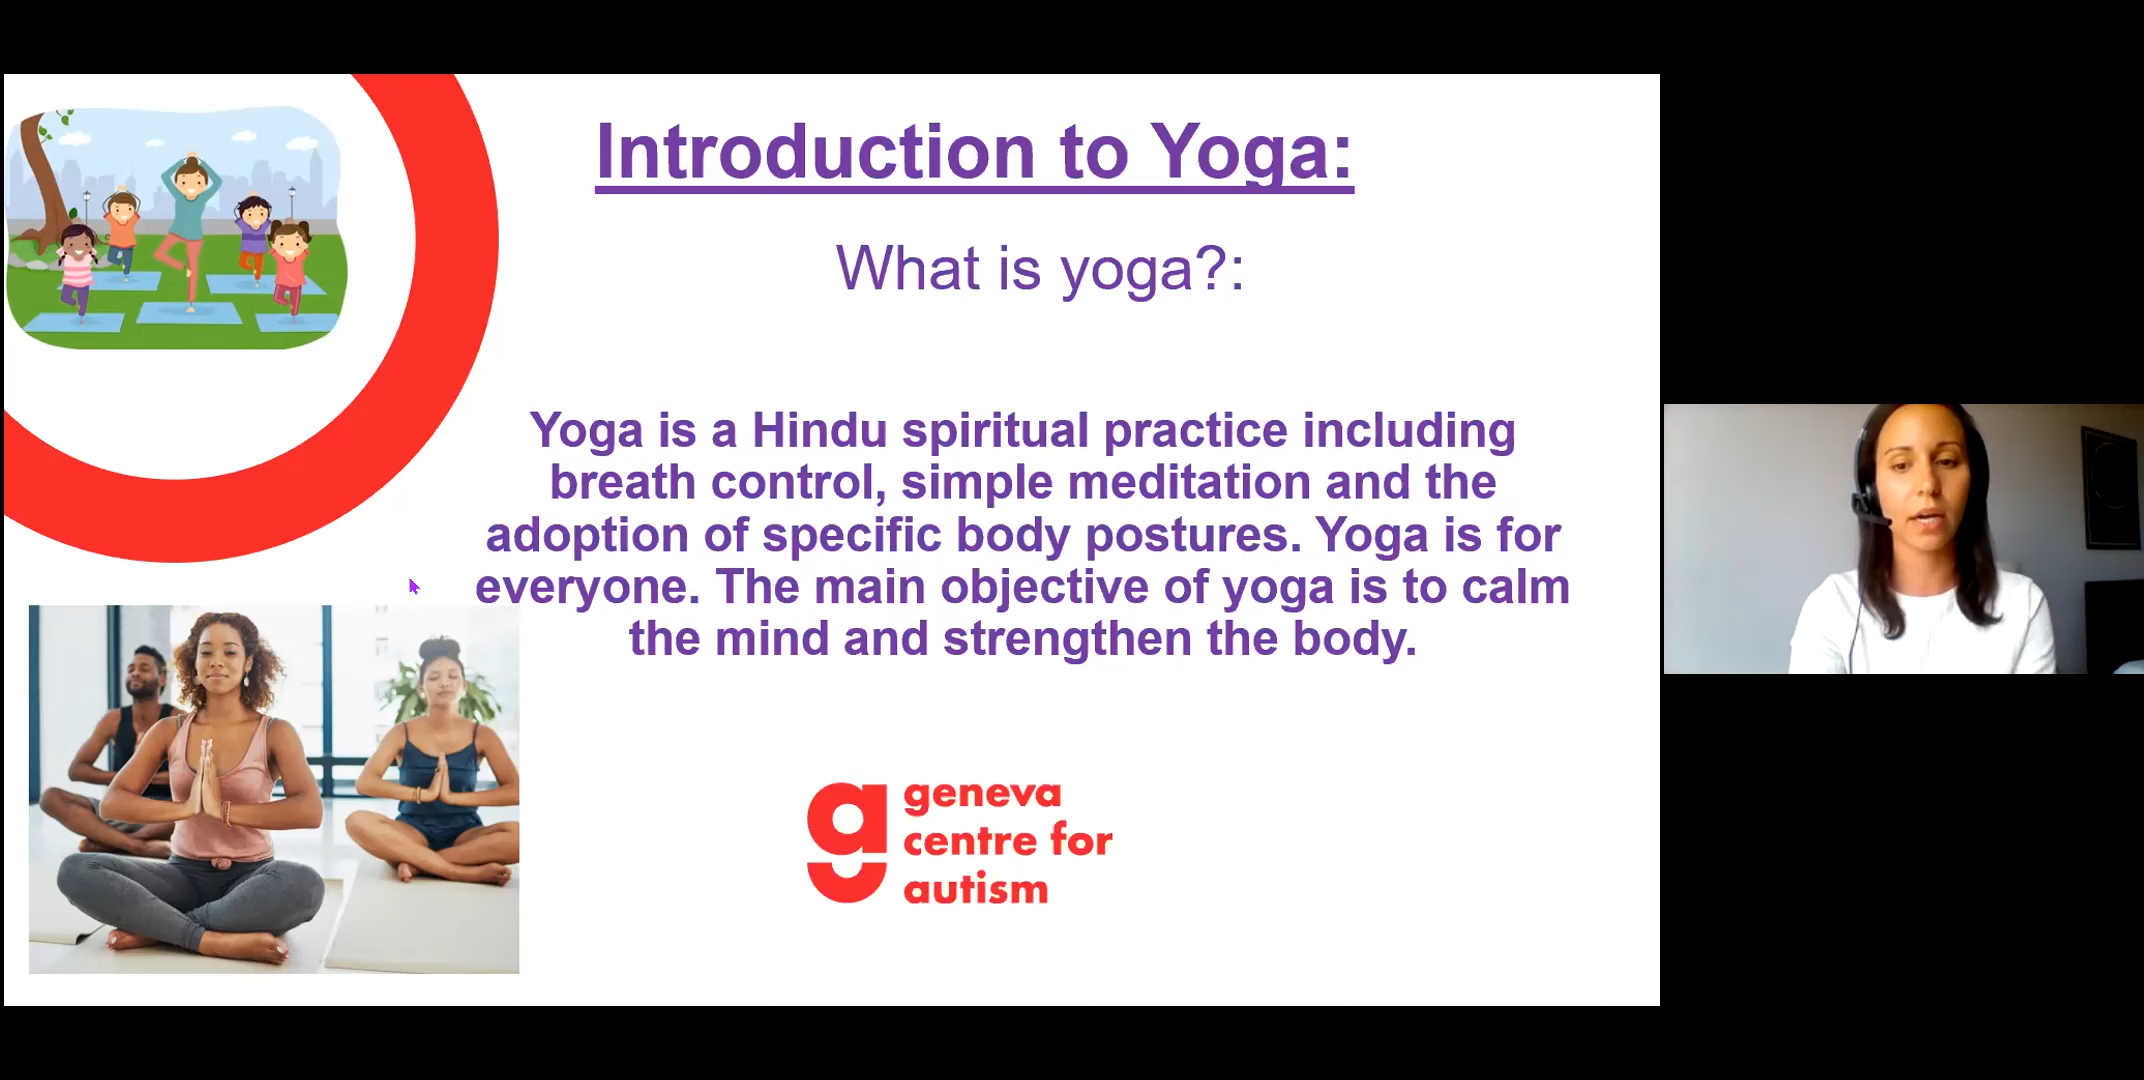 Introduction to Yoga:
What is yoga?:
Yoga is a Hindu spiritual practice including
breath control, simple meditation and the
adoption of specific body postures. Yoga is for
everyone. The main objective of yoga is to calm
the mind and strengthen the body.
geneva
centre for
autism